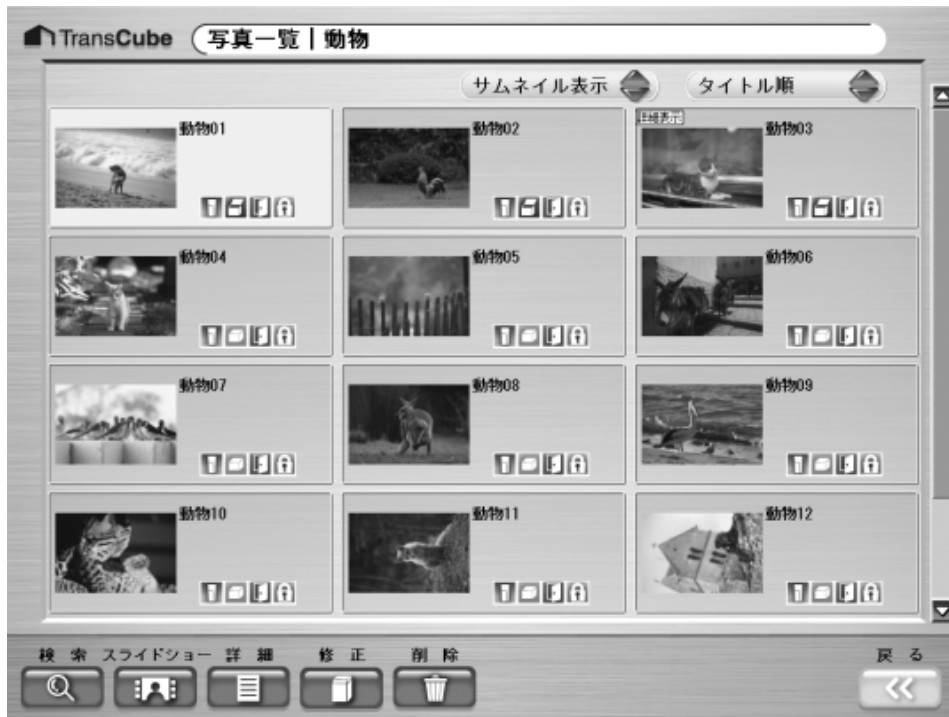 TransCube 写真一覧｜動物
サムネイル表示 タイトル順
動物01 動物02 詳細表示 動物03
動物04 動物05 動物06
動物07 動物08 動物09
動物10 動物11 動物12
検索 スライドショー 詳細 修正 削除 戻る